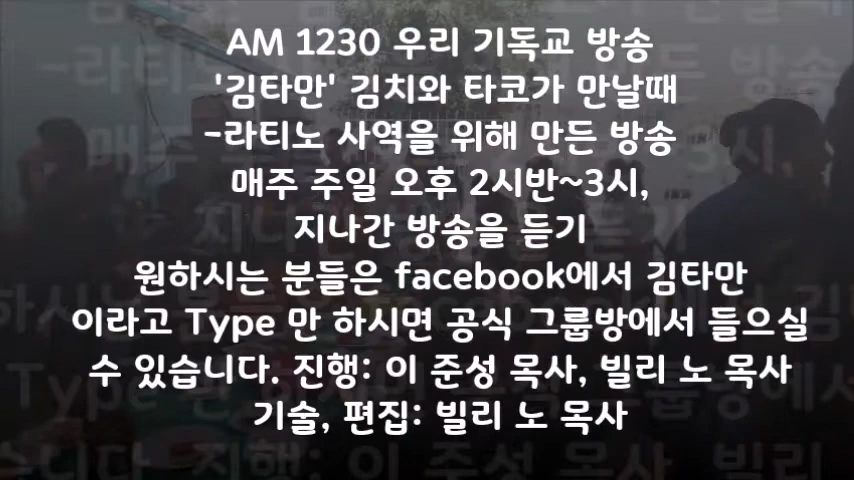 AM 1230 우리 기독교 방송
'김타만' 김치와 타코가 만날때
-라티노 사역을 위해 만든 방송
매주 주일 오후 2시반~3시,
지나간 방송을 듣기
원하시는 분들은 facebook에서 김타만
이라고 Type 만 하시면 공식 그룹방에서 들으실
수 있습니다. 진행: 이 준성 목사, 빌리 노 목사
기술, 편집: 빌리 노 목사